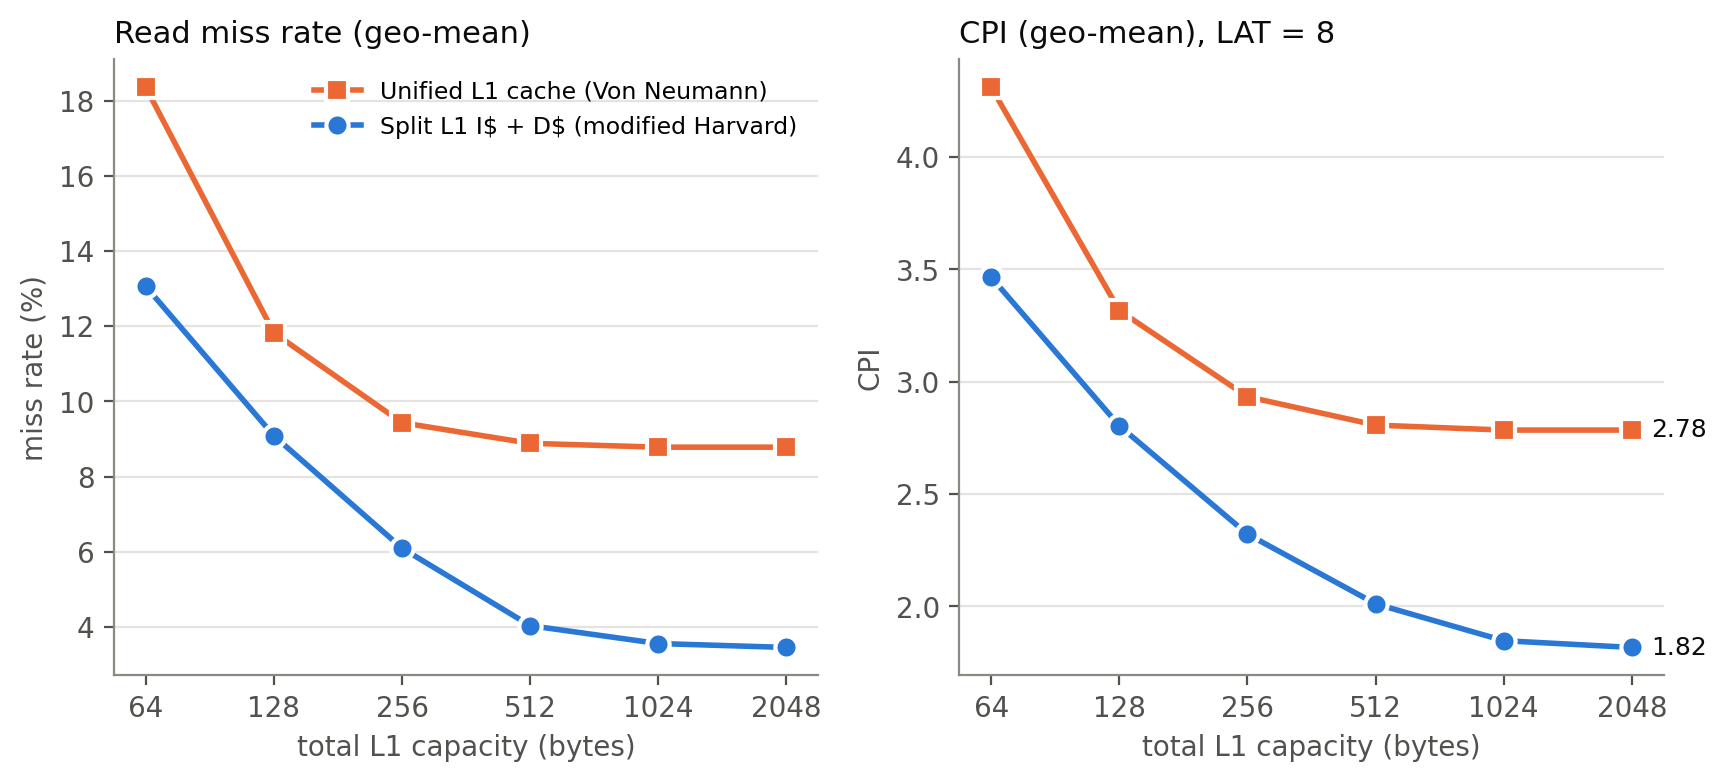 Read miss rate (geo-mean)
Unified L1 cache (Von Neumann)
Split L1 I$ + D$ (modified Harvard)
miss rate (%)
18
16
14
12
10
8
6
4
64 128 256 512 1024 2048
total L1 capacity (bytes)
CPI (geo-mean), LAT = 8
CPI
4.0
3.5
3.0
2.5
2.0
2.78
1.82
64 128 256 512 1024 2048
total L1 capacity (bytes)